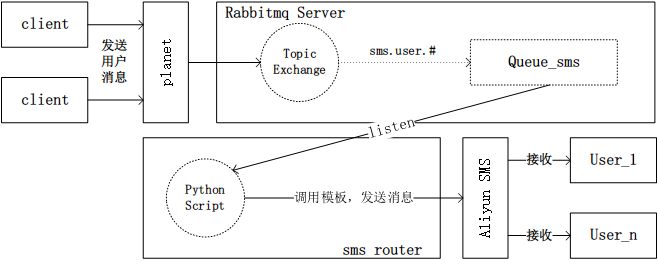 client
client
发送
用户
消息
planet
Rabbitmq Server
Topic
Exchange
sms.user.#
Queue_sms
listen
Python
Script
调用模板，发送消息
sms router
Aliyun SMS
接收
User_1
接收
User_n